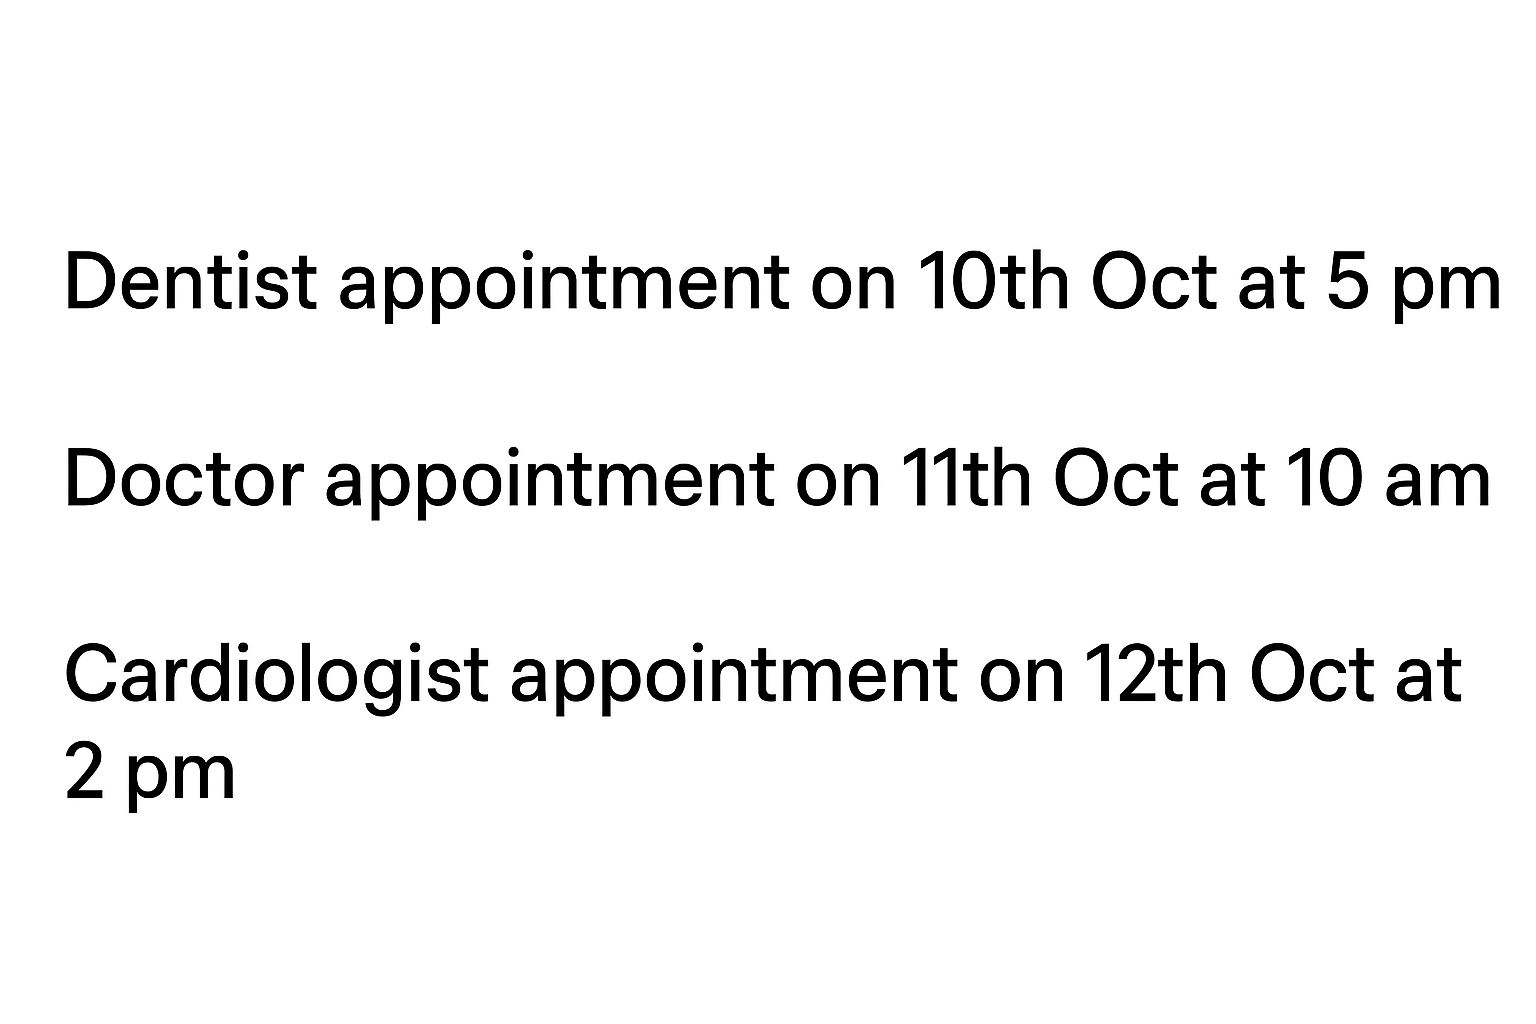 Dentist appointment on 10th Oct at 5 pm
Doctor appointment on 11th Oct at 10 am
Cardiologist appointment on 12th Oct at
2 pm